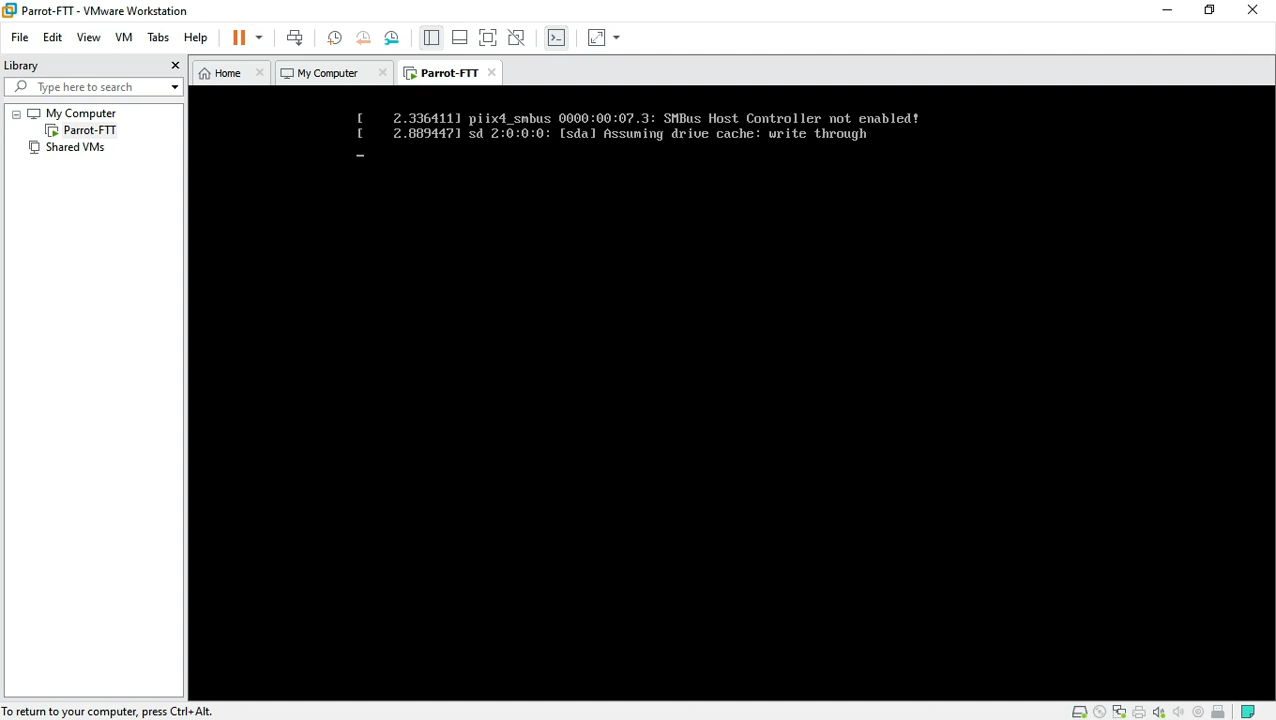 Parrot-FTT - VMware Workstation
File Edit View VM Tabs Help
Library
Type here to search
My Computer
Parrot-FTT
Shared VMs
Home My Computer Parrot-FTT
[    2.336411] piix4_smbus 0000:00:07.3: SMBus Host Controller not enabled!
[    2.889447] sd 2:0:0:0: [sda] Assuming drive cache: write through
To return to your computer, press Ctrl+Alt.